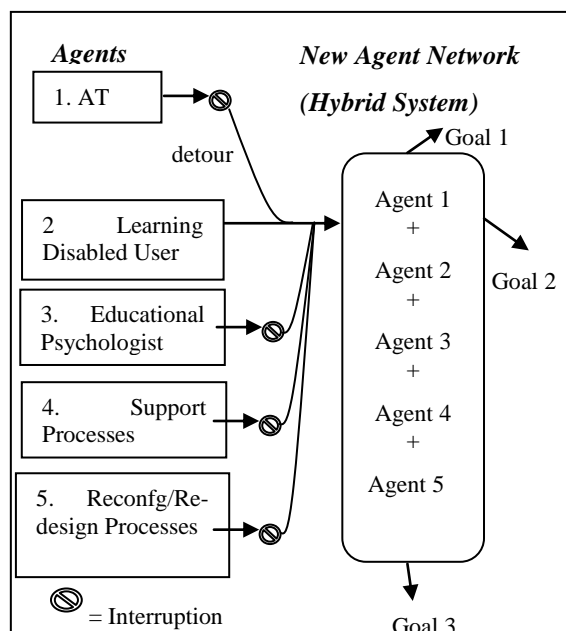 Agents
New Agent Network
(Hybrid System)
1. AT
detour
Goal 1
2 Learning
Disabled User
Agent 1
+
Agent 2
+
Agent 3
+
Agent 4
+
Agent 5
Goal 2
3. Educational
Psychologist
4. Support
Processes
5. Reconfg/Re-
design Processes
= Interruption
Goal 3